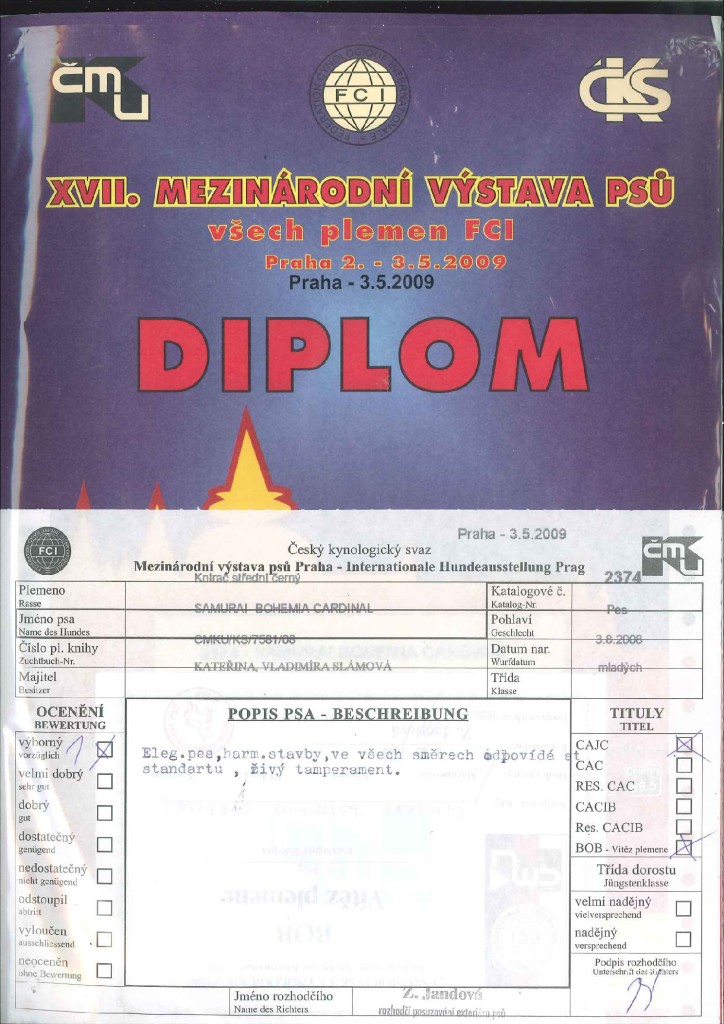 čmku
FCI
FEDERATION CYNOLOGIQUE INTERNATIONALE
ČKS
XVII. MEZINÁRODNÍ VÝSTAVA PSŮ
všech plemen FCI
Praha 2. - 3.5.2009
Praha - 3.5.2009
DIPLOM
Praha - 3.5.2009
FCI
Český kynologický svaz
čmku
Mezinárodní výstava psů Praha - Internationale Hundeausstellung Prag
Knírač střední černý
2374
Plemeno
Rasse
Katalogové č.
Katalog-Nr.
SAMURAI BOHEMIA CARDINAL
Pes
Jméno psa
Name des Hundes
Pohlaví
Geschlecht
CMKU/KS/7581/08
3.8.2008
Číslo pl. knihy
Zuchtbuch-Nr.
Datum nar.
Wurfdatum
KATEŘINA, VLADIMÍRA SLÁMOVÁ
mladých
Majitel
Besitzer
Třída
Klasse
OCENĚNÍ
BEWERTUNG
výborný 1
vorzüglich
velmi dobrý
sehr gut
dobrý
gut
dostatečný
genügend
nedostatečný
nicht genügend
odstoupil
abtritt
vyloučen
ausschliessend
neoceněn
ohne Bewertung
POPIS PSA - BESCHREIBUNG
Eleg.pes,harm.stavby,ve všech směrech odpovídá st
standartu , živý tamperament.
TITULY
TITEL
CAJC
CAC
RES. CAC
CACIB
Res. CACIB
BOB - Vítěz plemene
Třída dorostu
Jüngstenklasse
velmi nadějný
vielversprechend
nadějný
versprechend
Podpis rozhodčího
Unterschrift des Richters
Jméno rozhodčího
Name des Richters
Z. Jandová
rozhodčí posuzování exteriéru psů